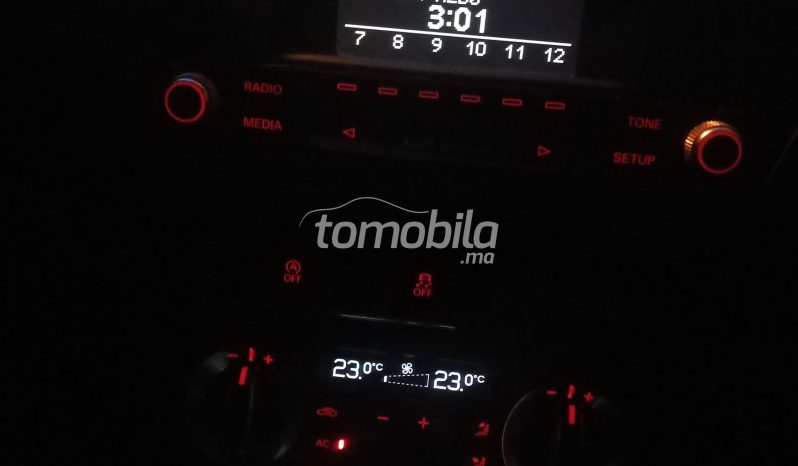 3:01
7 8 9 10 11 12
RADIO
MEDIA
TONE
SETUP
tomobila
.ma
A
OFF
OFF
23.0°C 23.0°C
- +
- +
- +
AC